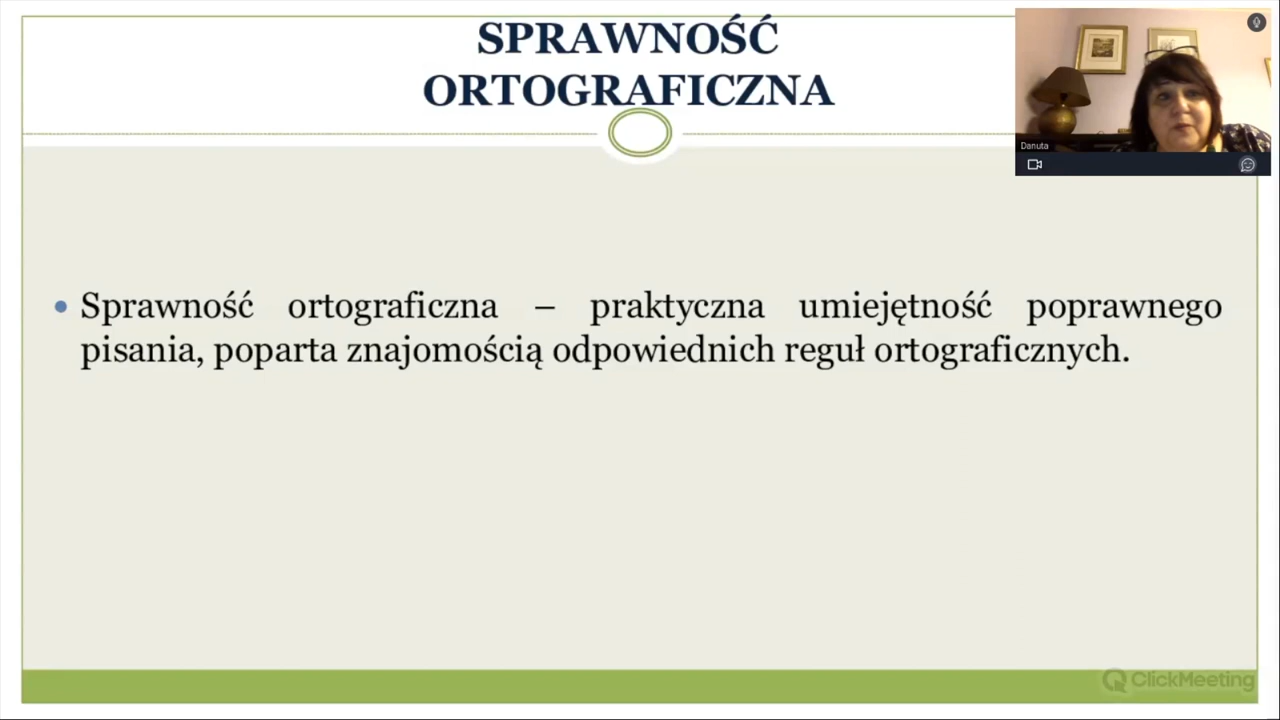 SPRAWNOŚĆ
ORTOGRAFICZNA
Danuta
• Sprawność ortograficzna – praktyczna umiejętność poprawnego
pisania, poparta znajomością odpowiednich reguł ortograficznych.
ClickMeeting